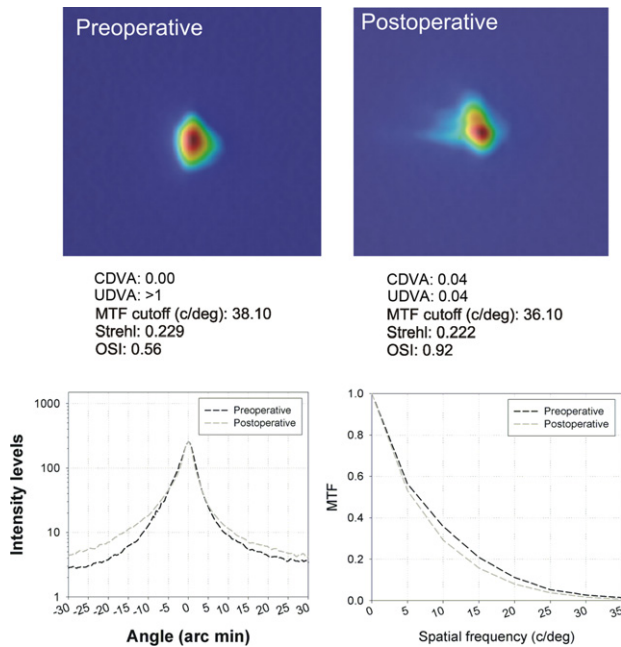 Preoperative
Postoperative
CDVA: 0.00
UDVA: >1
MTF cutoff (c/deg): 38.10
Strehl: 0.229
OSI: 0.56
CDVA: 0.04
UDVA: 0.04
MTF cutoff (c/deg): 36.10
Strehl: 0.222
OSI: 0.92
Intensity levels
1000
100
10
1
Preoperative
Postoperative
-30 -25 -20 -15 -10 -5 0 5 10 15 20 25 30
Angle (arc min)
MTF
1.0
0.8
0.6
0.4
0.2
0.0
Preoperative
Postoperative
0 5 10 15 20 25 30 35
Spatial frequency (c/deg)